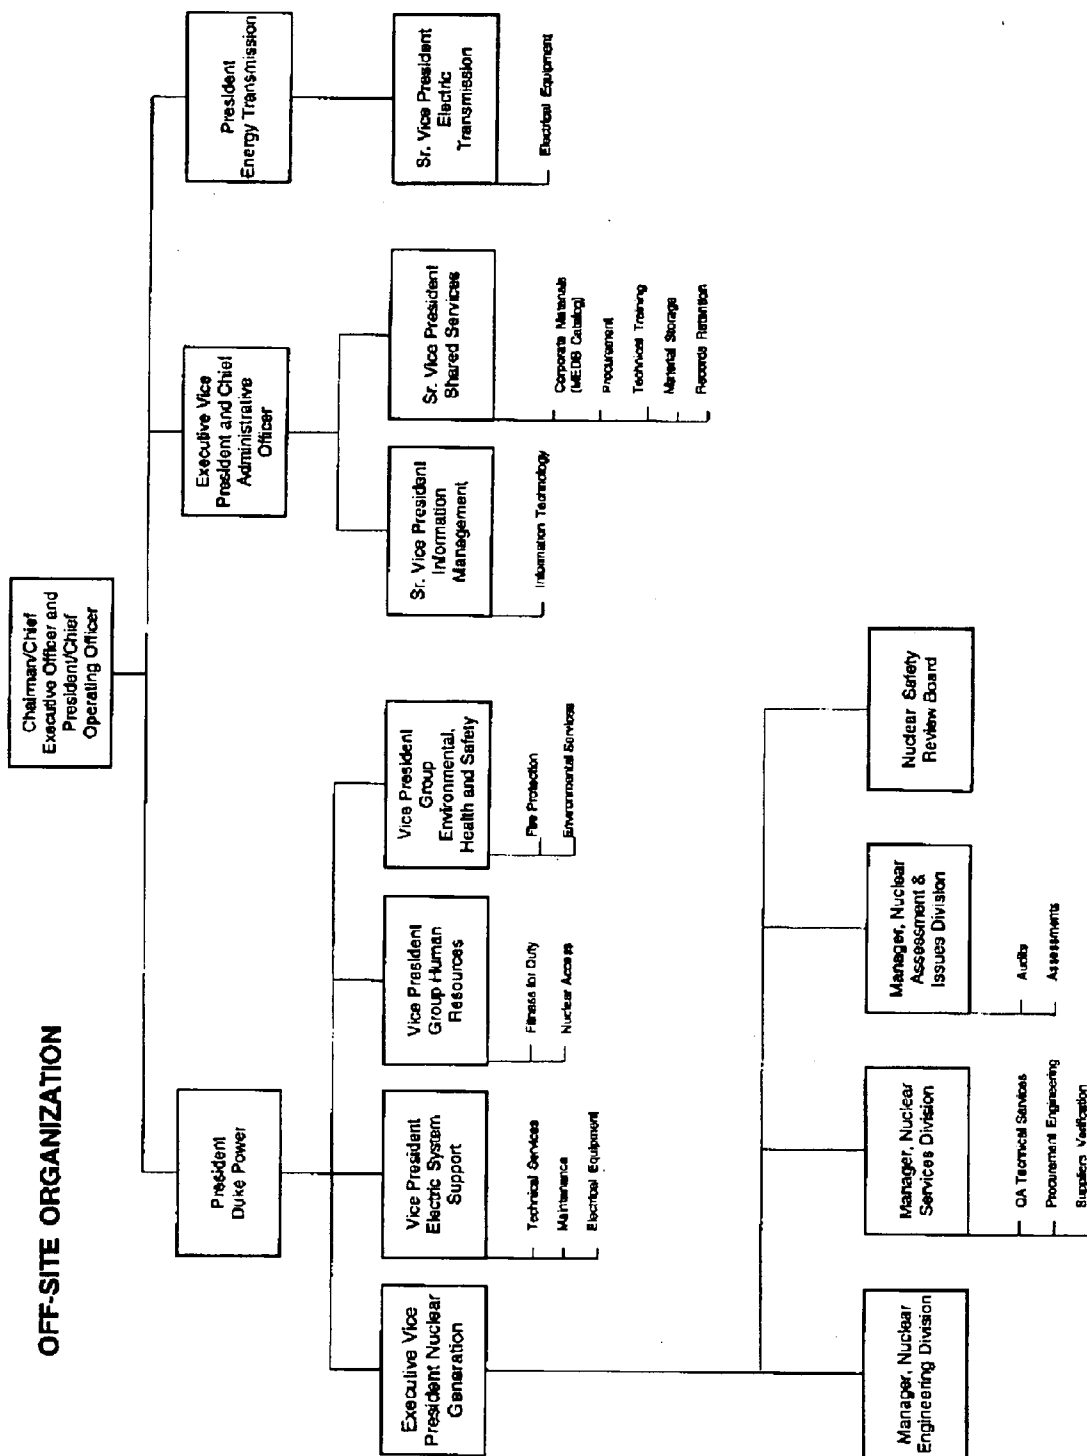 OFF-SITE ORGANIZATION
Chairman/Chief
Executive Officer and
President/Chief
Operating Officer
President
Duke Power
Executive Vice
President and Chief
Administrative
Officer
President
Energy Transmission
Executive Vice
President Nuclear
Generation
Vice President
Electric System
Support
Technical Services
Maintenance
Electrical Equipment
Vice President
Group Human
Resources
Fitness for Duty
Nuclear Access
Vice President
Group
Environmental,
Health and Safety
Fire Protection
Environmental Services
Sr. Vice President
Information
Management
Information Technology
Sr. Vice President
Shared Services
Corporate Materials
(MEDB Catalog)
Procurement
Technical Training
Material Storage
Records Retention
Sr. Vice President
Electric
Transmission
Electrical Equipment
Manager, Nuclear
Engineering Division
Manager, Nuclear
Services Division
QA Technical Services
Procurement Engineering
Suppliers Verification
Manager, Nuclear
Assessment &
Issues Division
Audits
Assessments
Nuclear Safety
Review Board